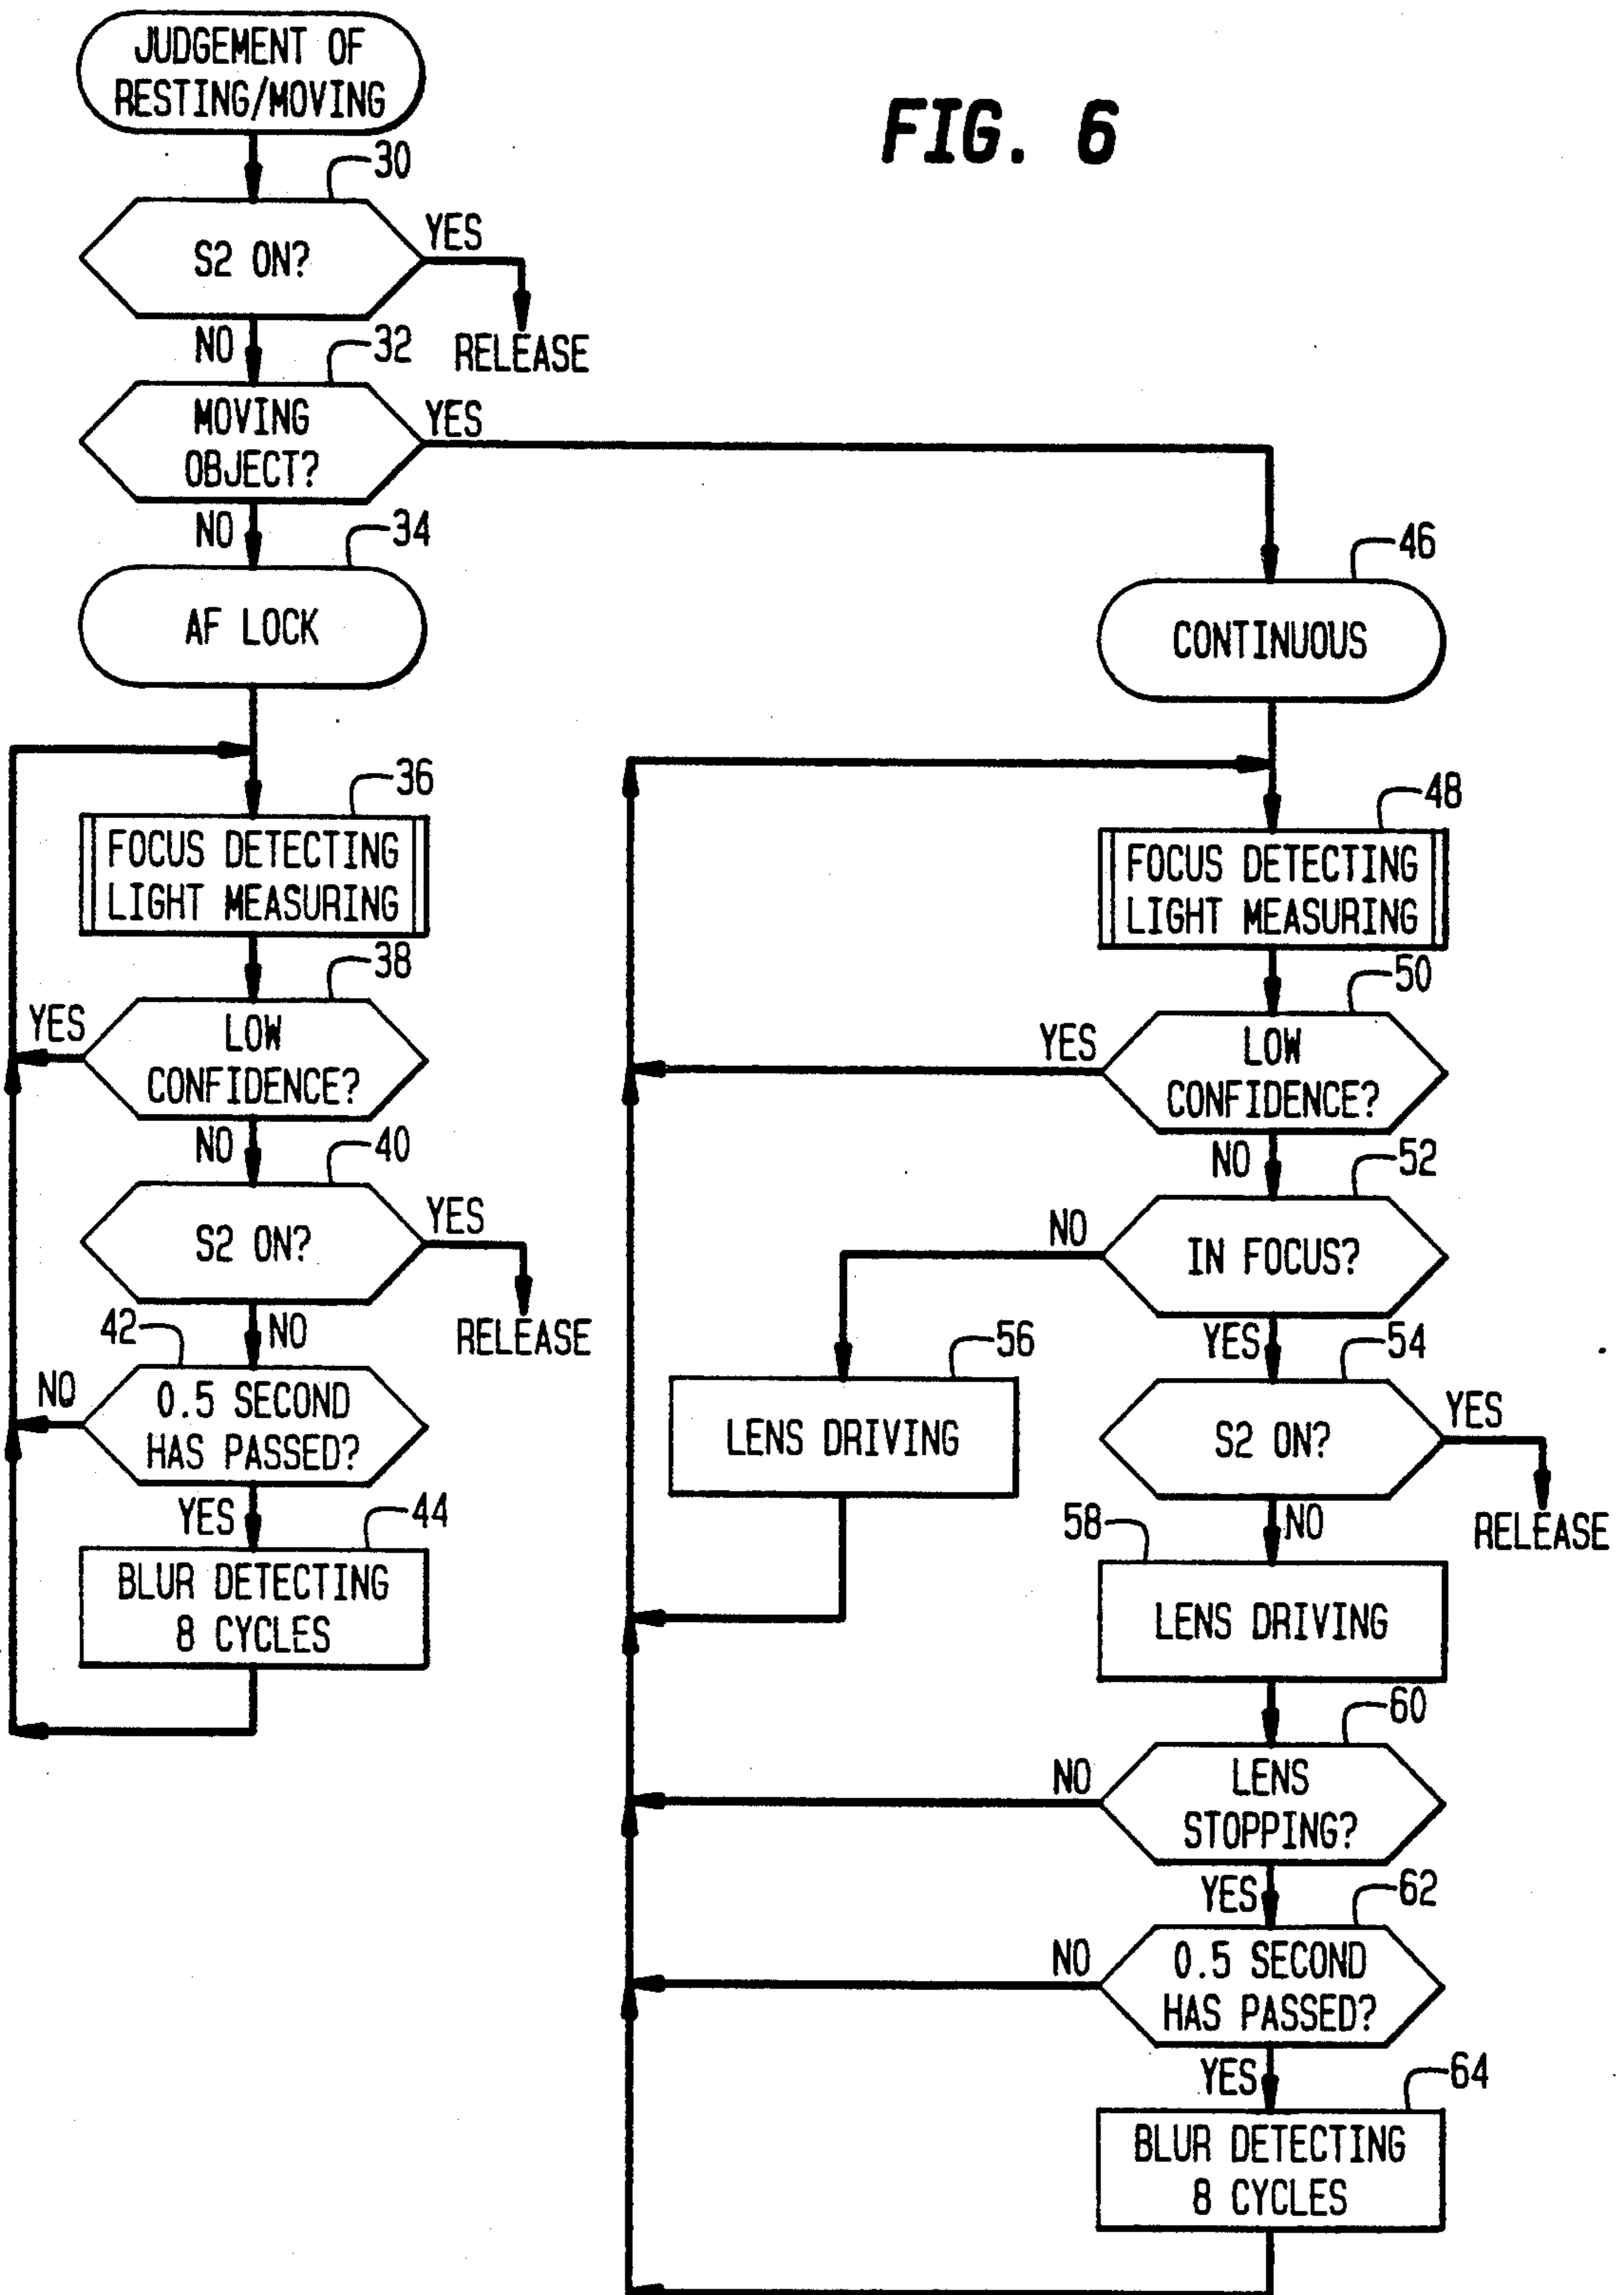 FIG. 6
JUDGEMENT OF
RESTING/MOVING
30
S2 ON?
YES
RELEASE
NO
32
MOVING
OBJECT?
YES
NO
34
AF LOCK
36
FOCUS DETECTING
LIGHT MEASURING
38
LOW
CONFIDENCE?
YES
NO
40
S2 ON?
YES
RELEASE
NO
42
0.5 SECOND
HAS PASSED?
NO
YES
44
BLUR DETECTING
8 CYCLES
46
CONTINUOUS
48
FOCUS DETECTING
LIGHT MEASURING
50
LOW
CONFIDENCE?
YES
NO
52
IN FOCUS?
NO
56
LENS DRIVING
YES
54
S2 ON?
YES
RELEASE
NO
58
LENS DRIVING
60
LENS
STOPPING?
NO
YES
62
0.5 SECOND
HAS PASSED?
NO
YES
64
BLUR DETECTING
8 CYCLES